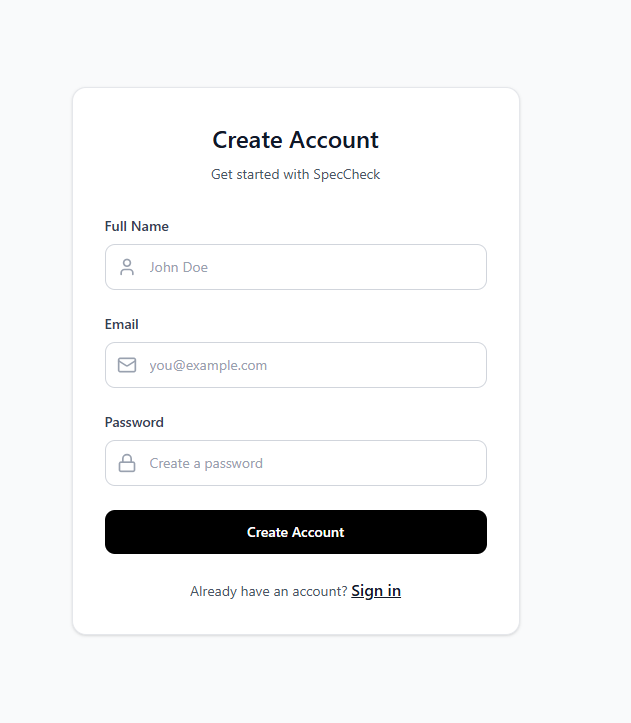 Create Account
Get started with SpecCheck
Full Name
John Doe
Email
you@example.com
Password
Create a password
Create Account
Already have an account? Sign in